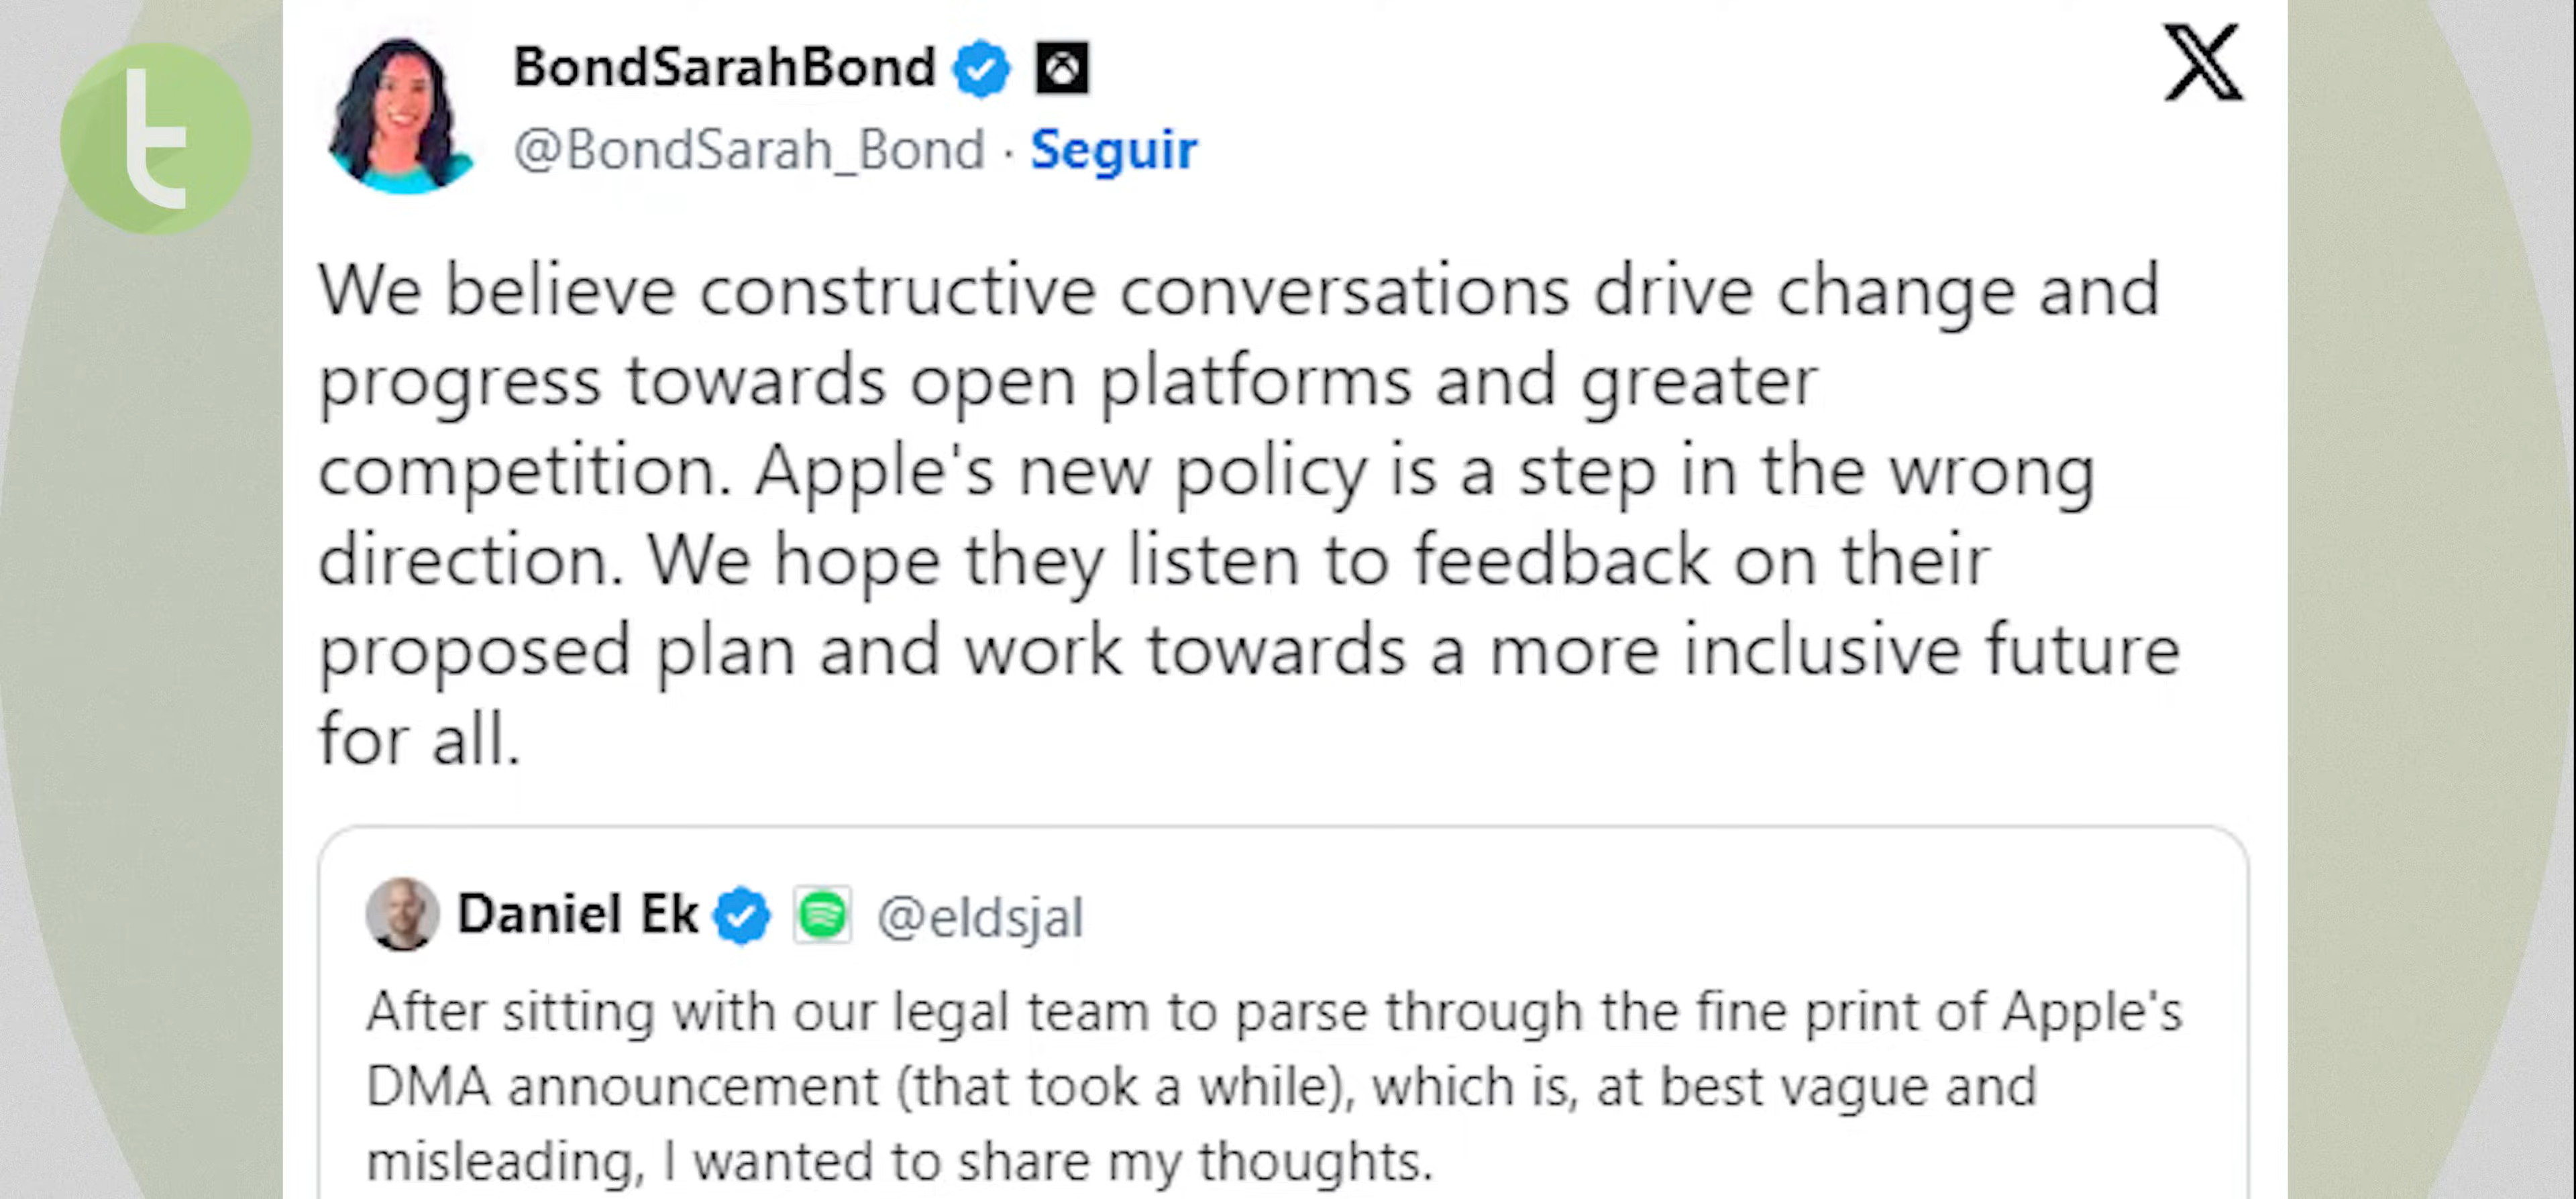 t
BondSarahBond
@BondSarah_Bond · Seguir
We believe constructive conversations drive change and
progress towards open platforms and greater
competition. Apple's new policy is a step in the wrong
direction. We hope they listen to feedback on their
proposed plan and work towards a more inclusive future
for all.
Daniel Ek @eldsjal
After sitting with our legal team to parse through the fine print of Apple's
DMA announcement (that took a while), which is, at best vague and
misleading, I wanted to share my thoughts.